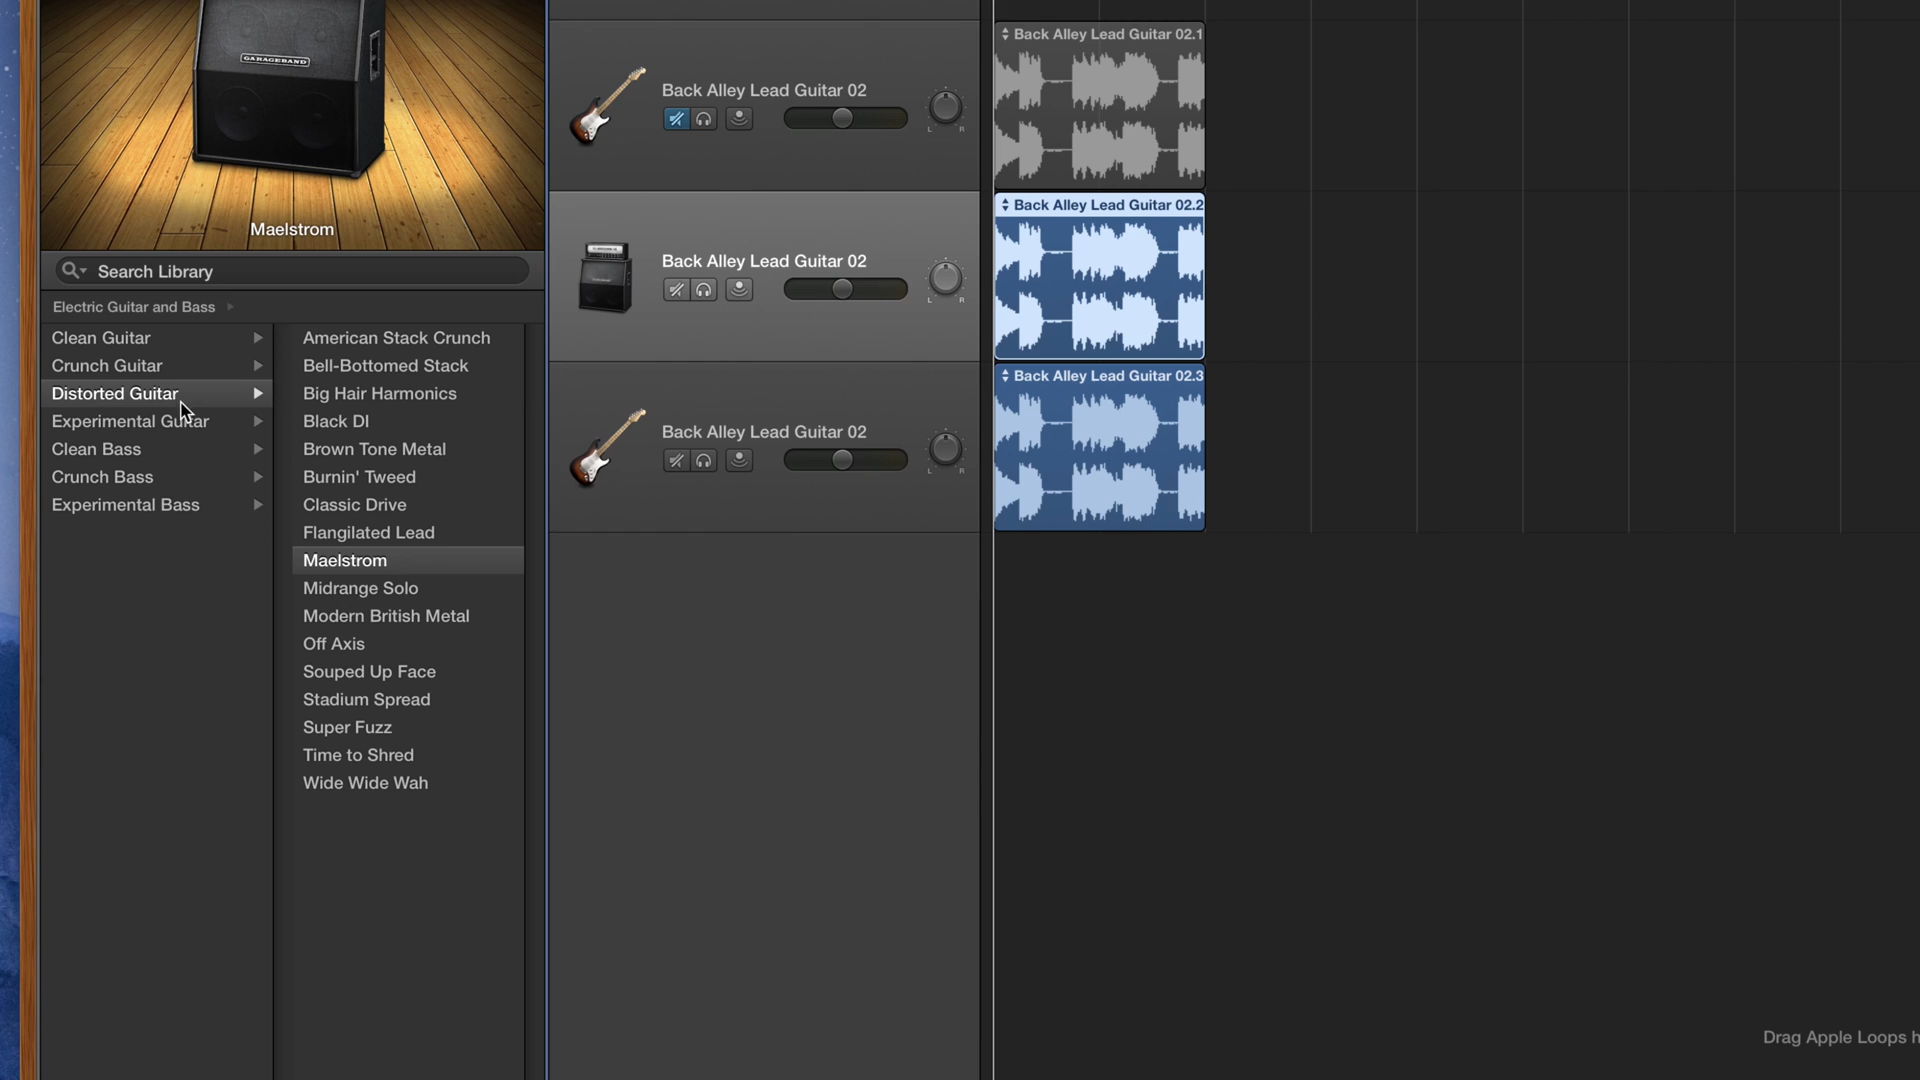 GARAGEBAND
Maelstrom
Search Library
Electric Guitar and Bass
Clean Guitar
Crunch Guitar
Distorted Guitar
Experimental Guitar
Clean Bass
Crunch Bass
Experimental Bass
American Stack Crunch
Bell-Bottomed Stack
Big Hair Harmonics
Black DI
Brown Tone Metal
Burnin' Tweed
Classic Drive
Flangilated Lead
Maelstrom
Midrange Solo
Modern British Metal
Off Axis
Souped Up Face
Stadium Spread
Super Fuzz
Time to Shred
Wide Wide Wah
Back Alley Lead Guitar 02
L R
Back Alley Lead Guitar 02
L R
Back Alley Lead Guitar 02
L R
Back Alley Lead Guitar 02.1
Back Alley Lead Guitar 02.2
Back Alley Lead Guitar 02.3
Drag Apple Loops h